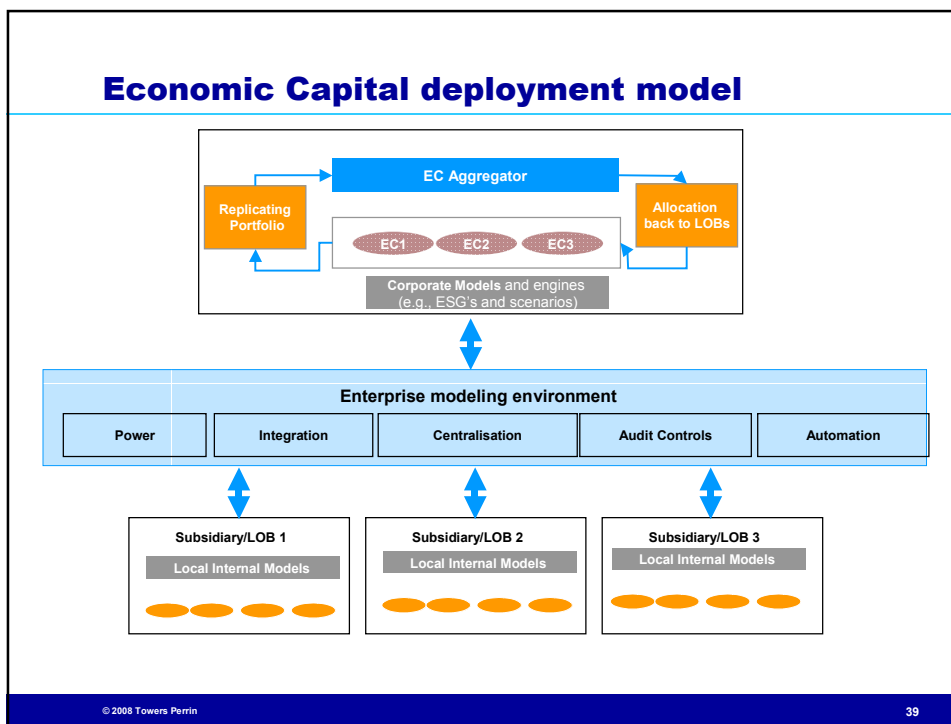 Economic Capital deployment model
EC Aggregator
Replicating
Portfolio
Allocation
back to LOBs
EC1
EC2
EC3
Corporate Models and engines
(e.g., ESG's and scenarios)
Enterprise modeling environment
Power
Integration
Centralisation
Audit Controls
Automation
Subsidiary/LOB 1
Local Internal Models
Subsidiary/LOB 2
Local Internal Models
Subsidiary/LOB 3
Local Internal Models
© 2008 Towers Perrin
39